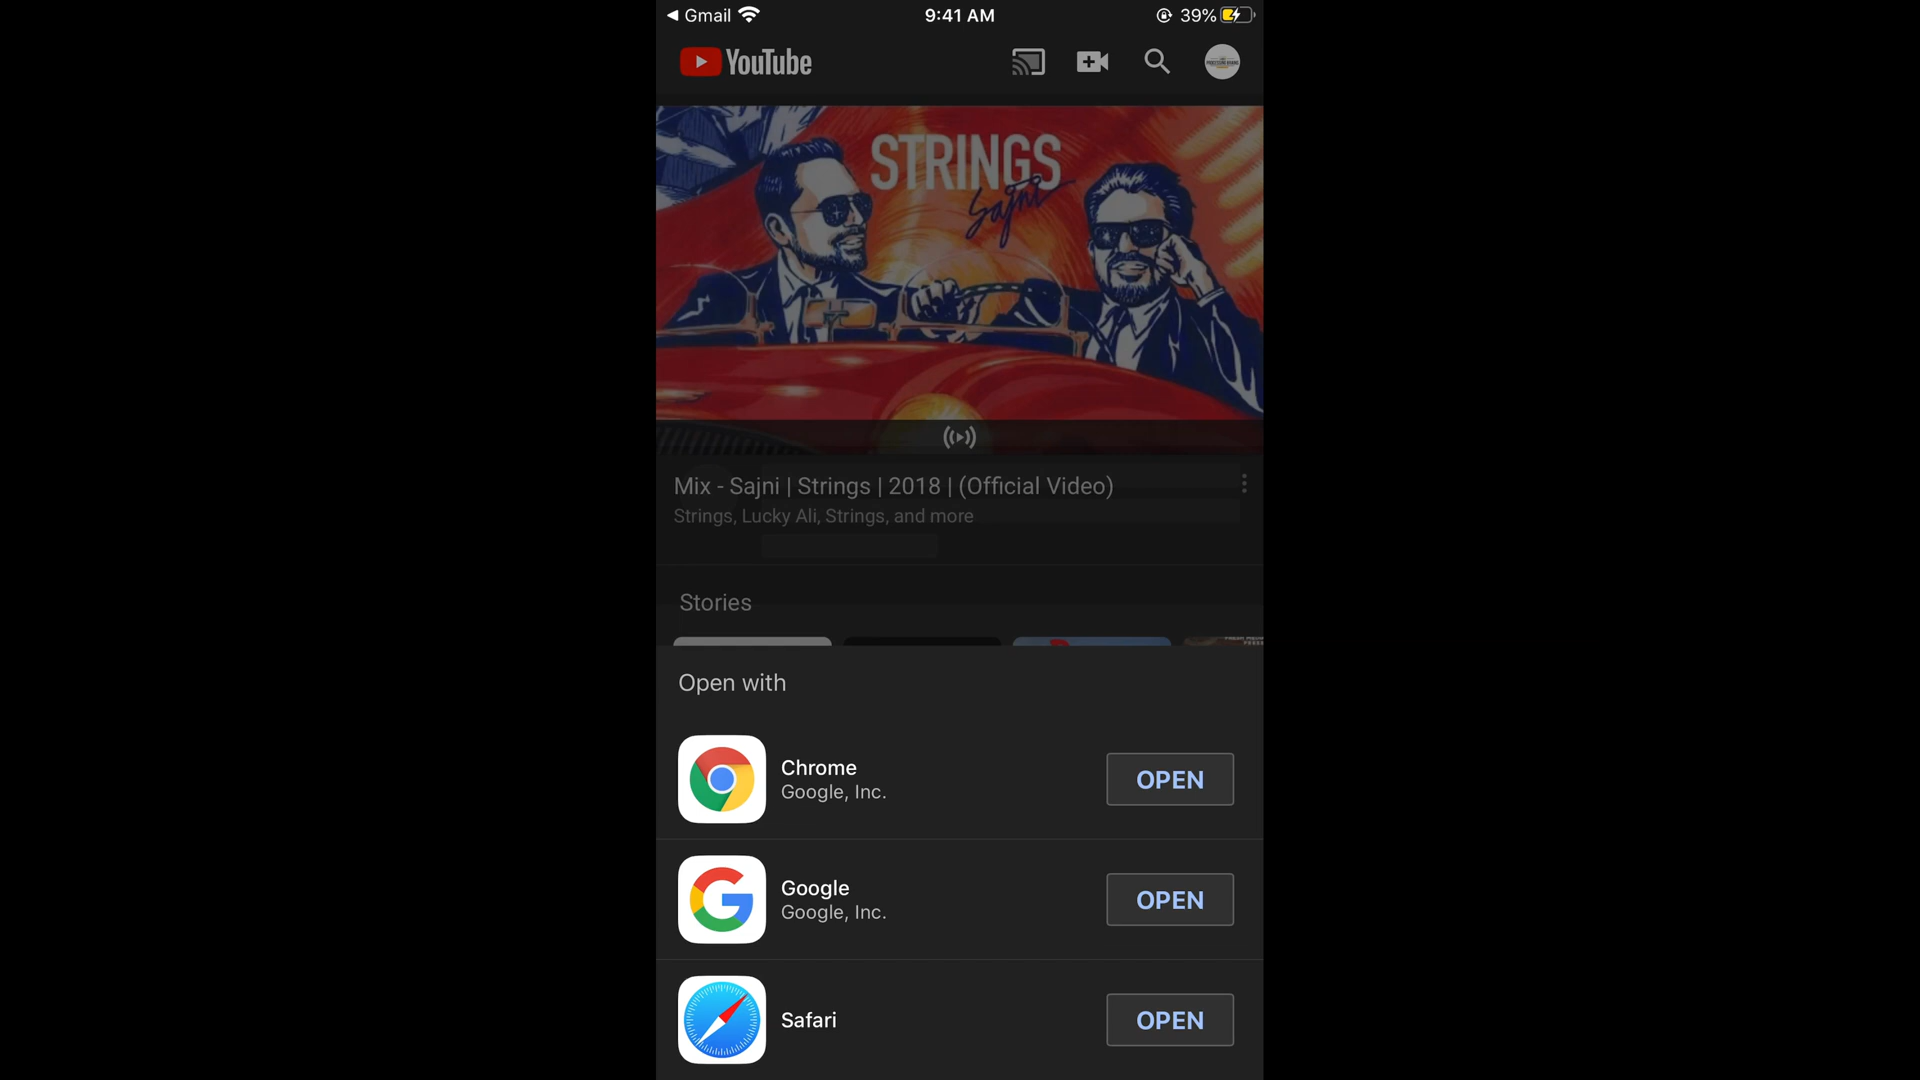 Gmail
9:41 AM
39%
YouTube
STRINGS
Sajni
Mix - Sajni | Strings | 2018 | (Official Video)
Strings, Lucky Ali, Strings, and more
Stories
Open with
Chrome
Google, Inc.
OPEN
Google
Google, Inc.
OPEN
Safari
OPEN